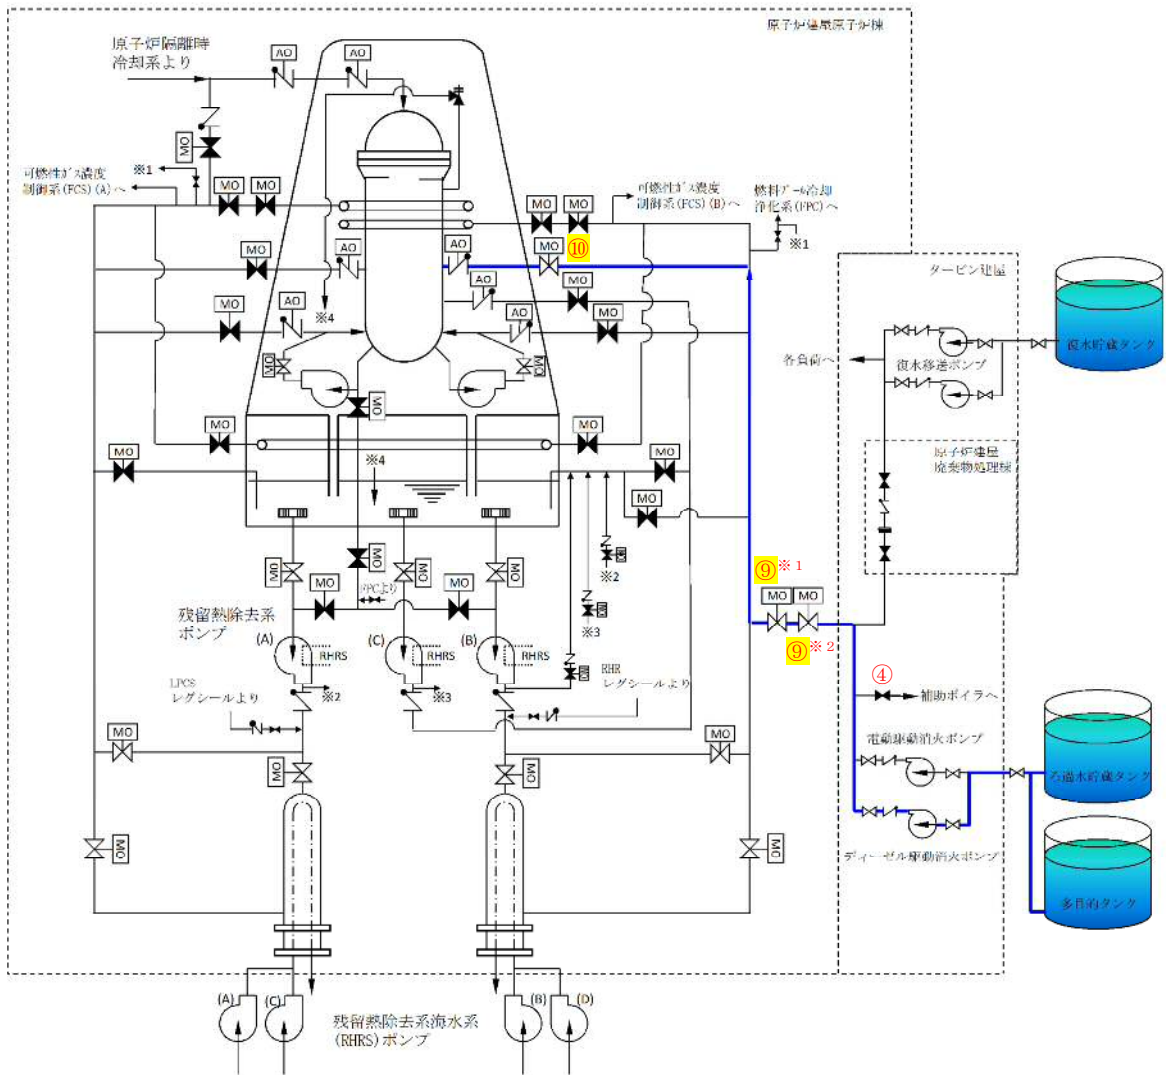 原子炉建屋原子炉棟
原子炉隔離時
冷却系より
AO
AO
MO
※1
可燃性ガス濃度
制御系(FCS)(A)へ
MO
MO
可燃性ガス濃度
制御系(FCS)(B)へ
燃料プール冷却
浄化系(FPC)へ
※1
MO
MO
MO
AO
AO
MO
⑩
AO
MO
MO
AO
※4
AO
MO
タービン建屋
復水貯蔵タンク
復水移送ポンプ
各負荷へ
MO
MO
MO
MO
MO
原子炉建屋
廃棄物処理棟
MO
※4
MO
MO
MO
MO
MO
MO
※2
FPCより
MO
MO
※3
⑨※1
MO
MO
⑨※2
残留熱除去系
ポンプ
(A)
RHRS
(C)
RHRS
(B)
RHRS
RHR
レグシールより
LPCS
レグシールより
※2
※3
④
補助ボイラへ
MO
MO
電動駆動消火ポンプ
ろ過水貯蔵タンク
MO
MO
MO
MO
ディーゼル駆動消火ポンプ
多目的タンク
(A)
(C)
(B)
(D)
残留熱除去系海水系
(RHRS)ポンプ